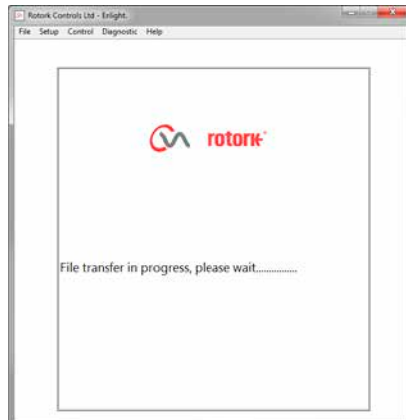 Rotork Controls Ltd - Enlight.
File Setup Control Diagnostic Help
rotork
File transfer in progress, please wait................